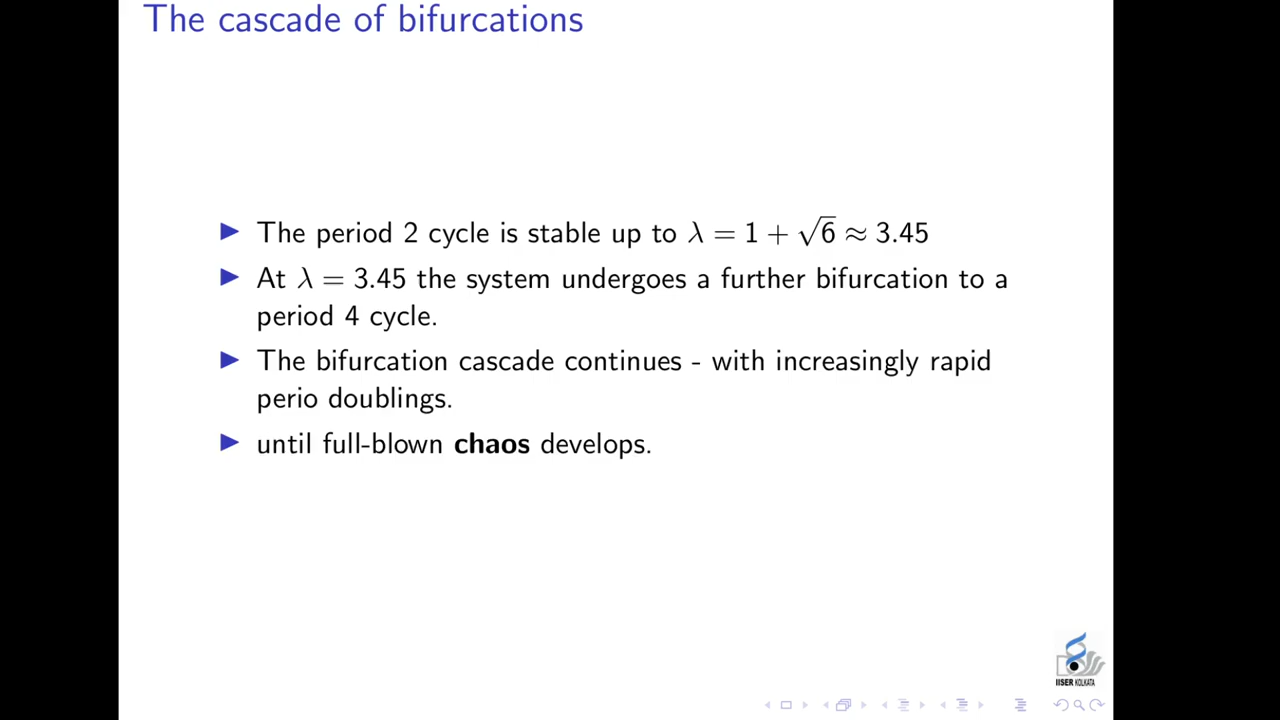 The cascade of bifurcations
The period 2 cycle is stable up to λ = 1 + √6 ≈ 3.45
At λ = 3.45 the system undergoes a further bifurcation to a
period 4 cycle.
The bifurcation cascade continues - with increasingly rapid
perio doublings.
until full-blown chaos develops.
IISER KOLKATA